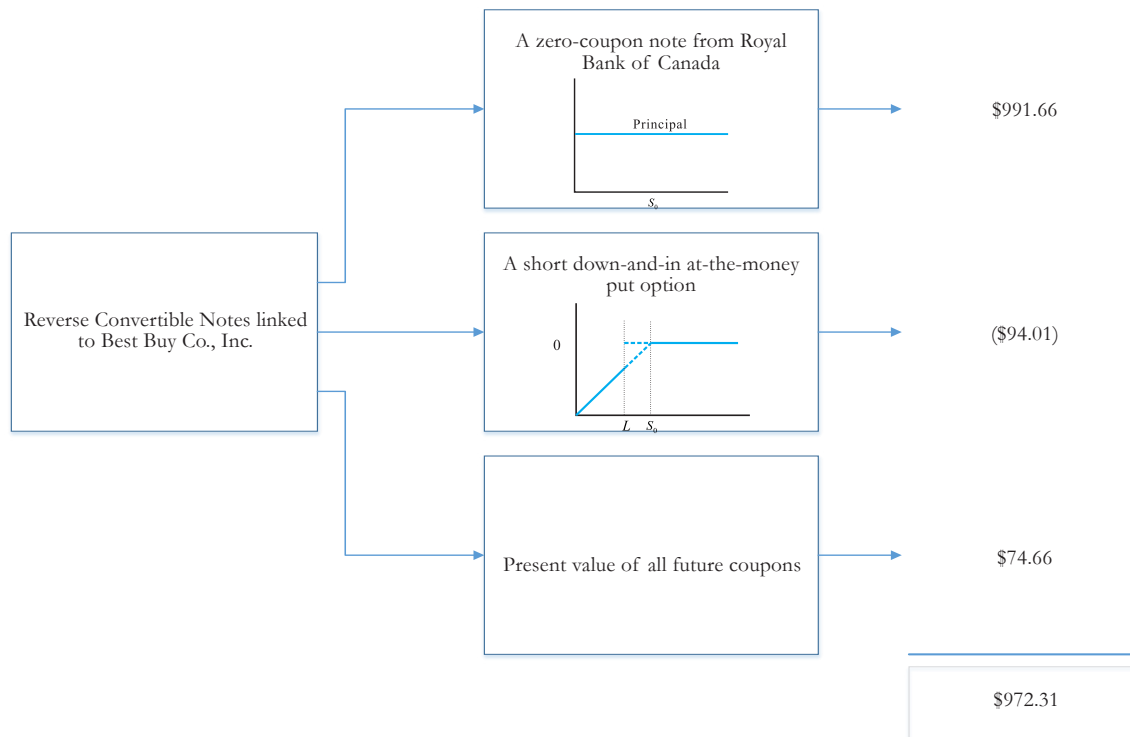 A zero-coupon note from Royal
Bank of Canada
Principal
S₀
$991.66
Reverse Convertible Notes linked
to Best Buy Co., Inc.
A short down-and-in at-the-money
put option
0
L S₀
($94.01)
Present value of all future coupons
$74.66
$972.31